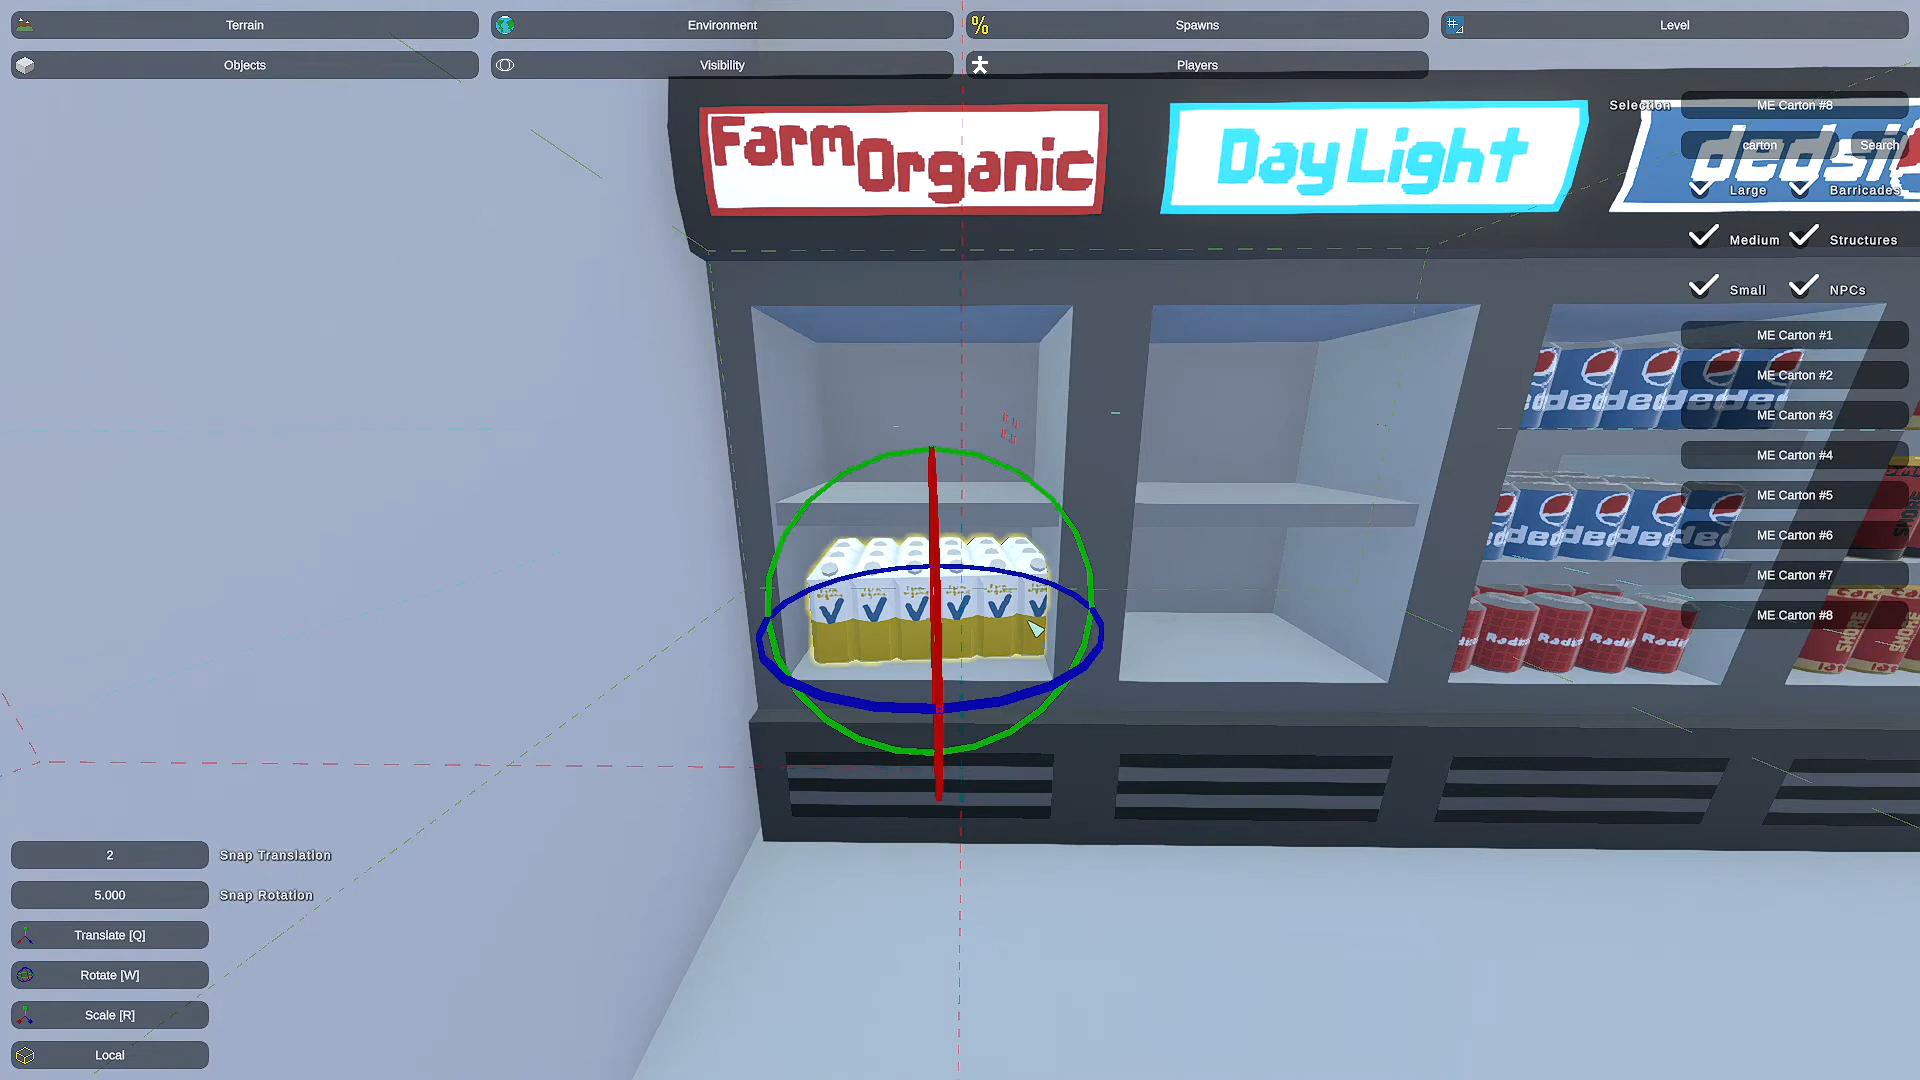 Terrain
Environment
Spawns
Level
Objects
Visibility
Players
Farm
Organic
DayLight
Selection
ME Carton #8
carton
Search
Large
Barricades
Medium
Structures
Small
NPCs
ME Carton #1
ME Carton #2
ME Carton #3
ME Carton #4
ME Carton #5
ME Carton #6
ME Carton #7
ME Carton #8
2
Snap Translation
5.000
Snap Rotation
Translate [Q]
Rotate [W]
Scale [R]
Local